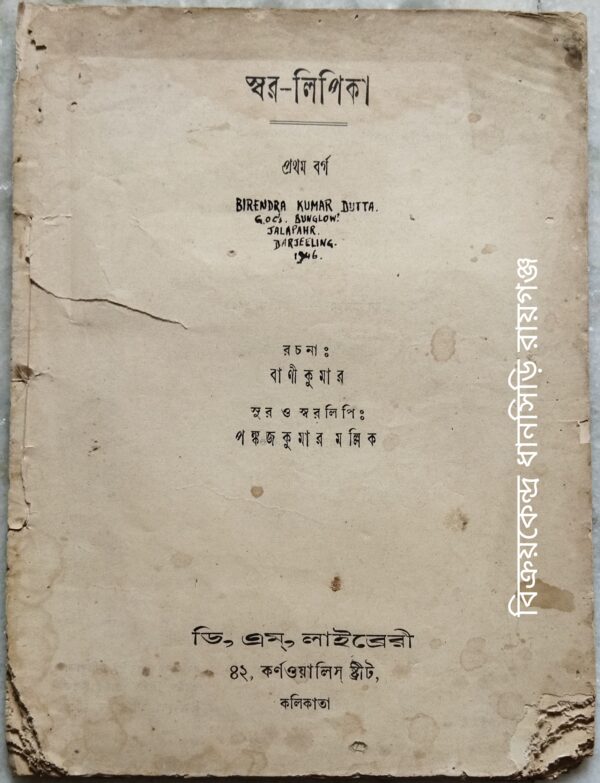 স্বর-লিপিকা
প্রথম বর্গ
BIRENDRA KUMAR DUTTA.
G.O.C's. BUNGLOW.
JALAPAHR.
DARJEELING.
1946.
রচনা ঃ
বাণীকুমার
সুর ও স্বরলিপি ঃ
পঙ্কজকুমার মল্লিক
ডি, এম্, লাইব্রেরী
৪২, কর্ণওয়ালিস্ ষ্ট্রীট,
কলিকাতা
বিক্রয়কেন্দ্র ধানসিড়ি রায়গঞ্জ